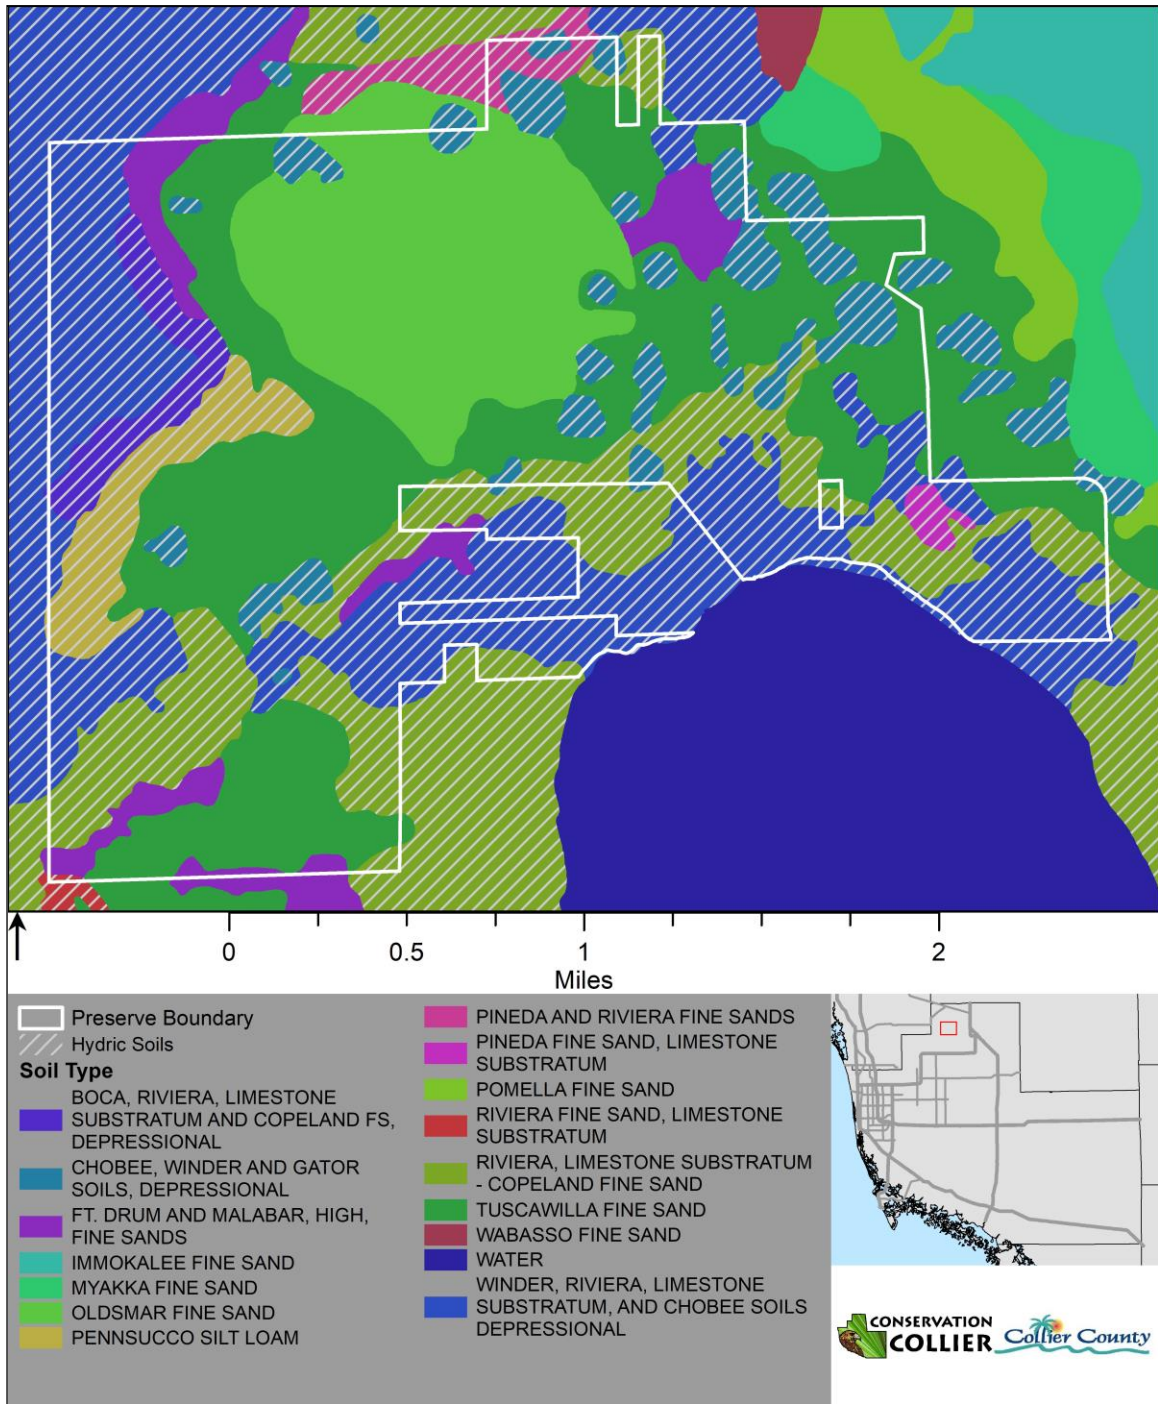 0 0.5 1 2
Miles
Preserve Boundary
Hydric Soils
Soil Type
BOCA, RIVIERA, LIMESTONE
SUBSTRATUM AND COPELAND FS,
DEPRESSIONAL
CHOBEE, WINDER AND GATOR
SOILS, DEPRESSIONAL
FT. DRUM AND MALABAR, HIGH,
FINE SANDS
IMMOKALEE FINE SAND
MYAKKA FINE SAND
OLDSMAR FINE SAND
PENNSUCCO SILT LOAM
PINEDA AND RIVIERA FINE SANDS
PINEDA FINE SAND, LIMESTONE
SUBSTRATUM
POMELLA FINE SAND
RIVIERA FINE SAND, LIMESTONE
SUBSTRATUM
RIVIERA, LIMESTONE SUBSTRATUM
- COPELAND FINE SAND
TUSCAWILLA FINE SAND
WABASSO FINE SAND
WATER
WINDER, RIVIERA, LIMESTONE
SUBSTRATUM, AND CHOBEE SOILS
DEPRESSIONAL
CONSERVATION
COLLIER
Collier County